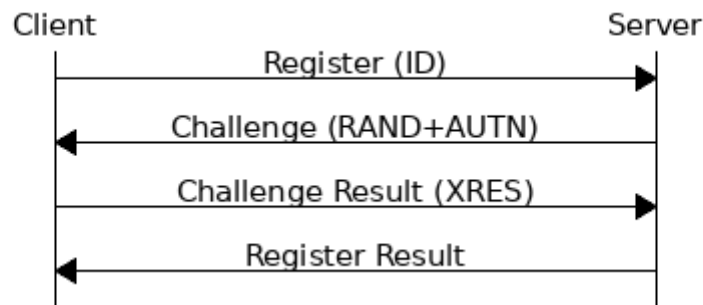 Client
Server
Register (ID)
Challenge (RAND+AUTN)
Challenge Result (XRES)
Register Result